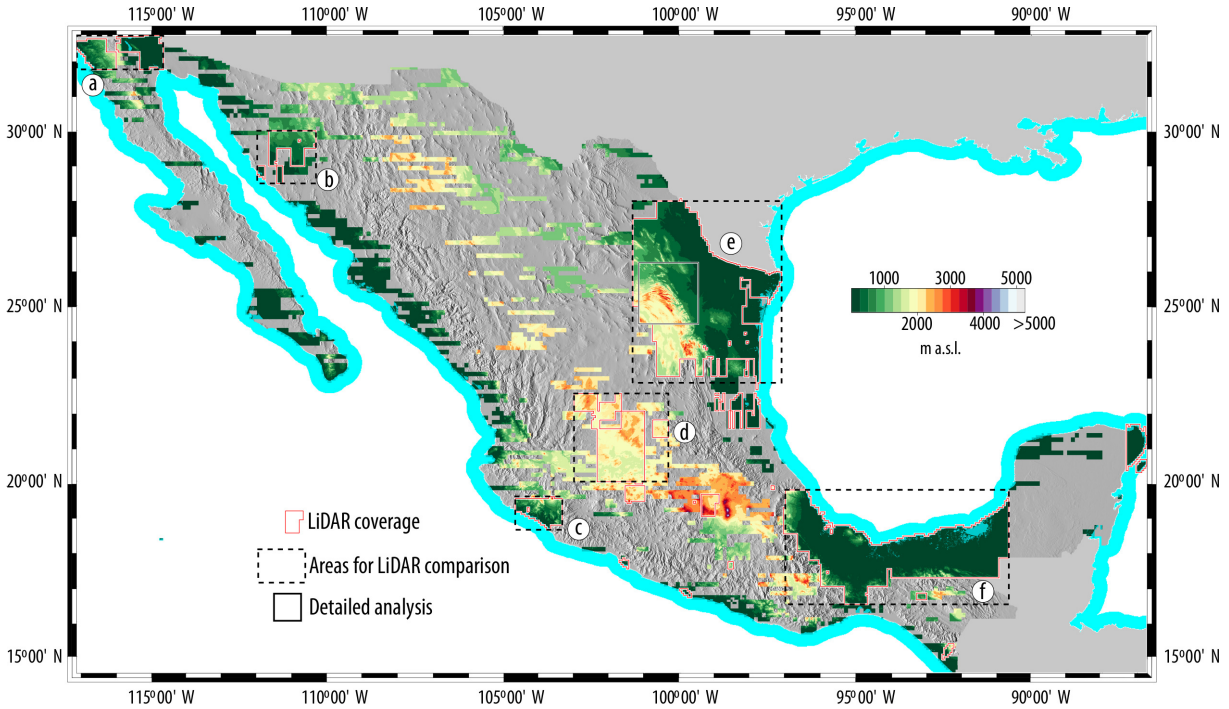 115°00' W 110°00' W 105°00' W 100°00' W 95°00' W 90°00' W
a
30°00' N 30°00' N
b
e
1000 3000 5000
25°00' N 25°00' N
2000 4000 >5000
m a.s.l.
d
20°00' N 20°00' N
LiDAR coverage
c
Areas for LiDAR comparison
f
Detailed analysis
15°00' N 15°00' N
115°00' W 110°00' W 105°00' W 100°00' W 95°00' W 90°00' W